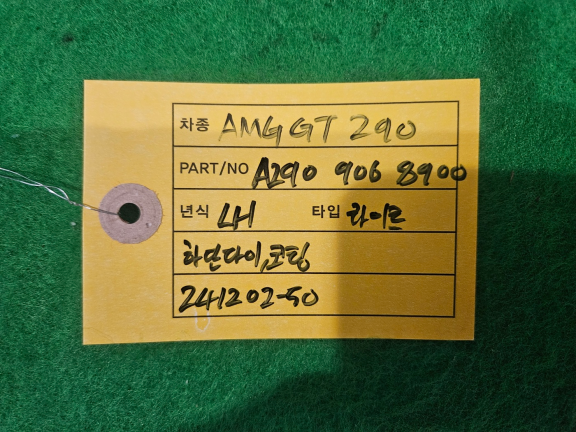 차종 AMG GT 290
PART/NO A290 906 8900
년식 LH 타입 라이트
하단다이,코팅
241202-50